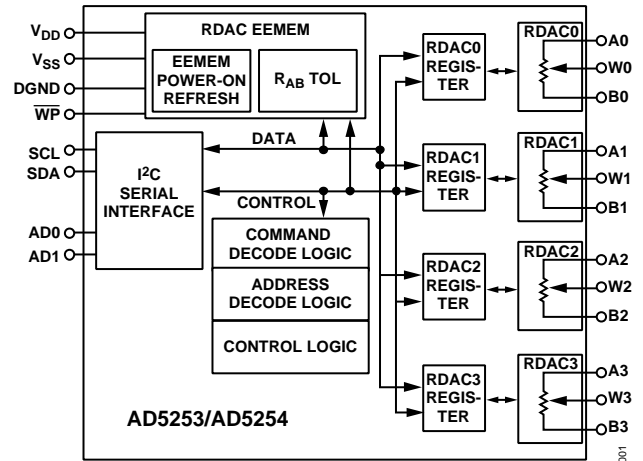 VDD
VSS
DGND
WP
SCL
SDA
AD0
AD1
RDAC EEMEM
EEMEM
POWER-ON
REFRESH
RAB TOL
DATA
I2C
SERIAL
INTERFACE
CONTROL
COMMAND
DECODE LOGIC
ADDRESS
DECODE LOGIC
CONTROL LOGIC
AD5253/AD5254
RDAC0
REGIS-
TER
RDAC1
REGIS-
TER
RDAC2
REGIS-
TER
RDAC3
REGIS-
TER
RDAC0
A0
W0
B0
RDAC1
A1
W1
B1
RDAC2
A2
W2
B2
RDAC3
A3
W3
B3
001